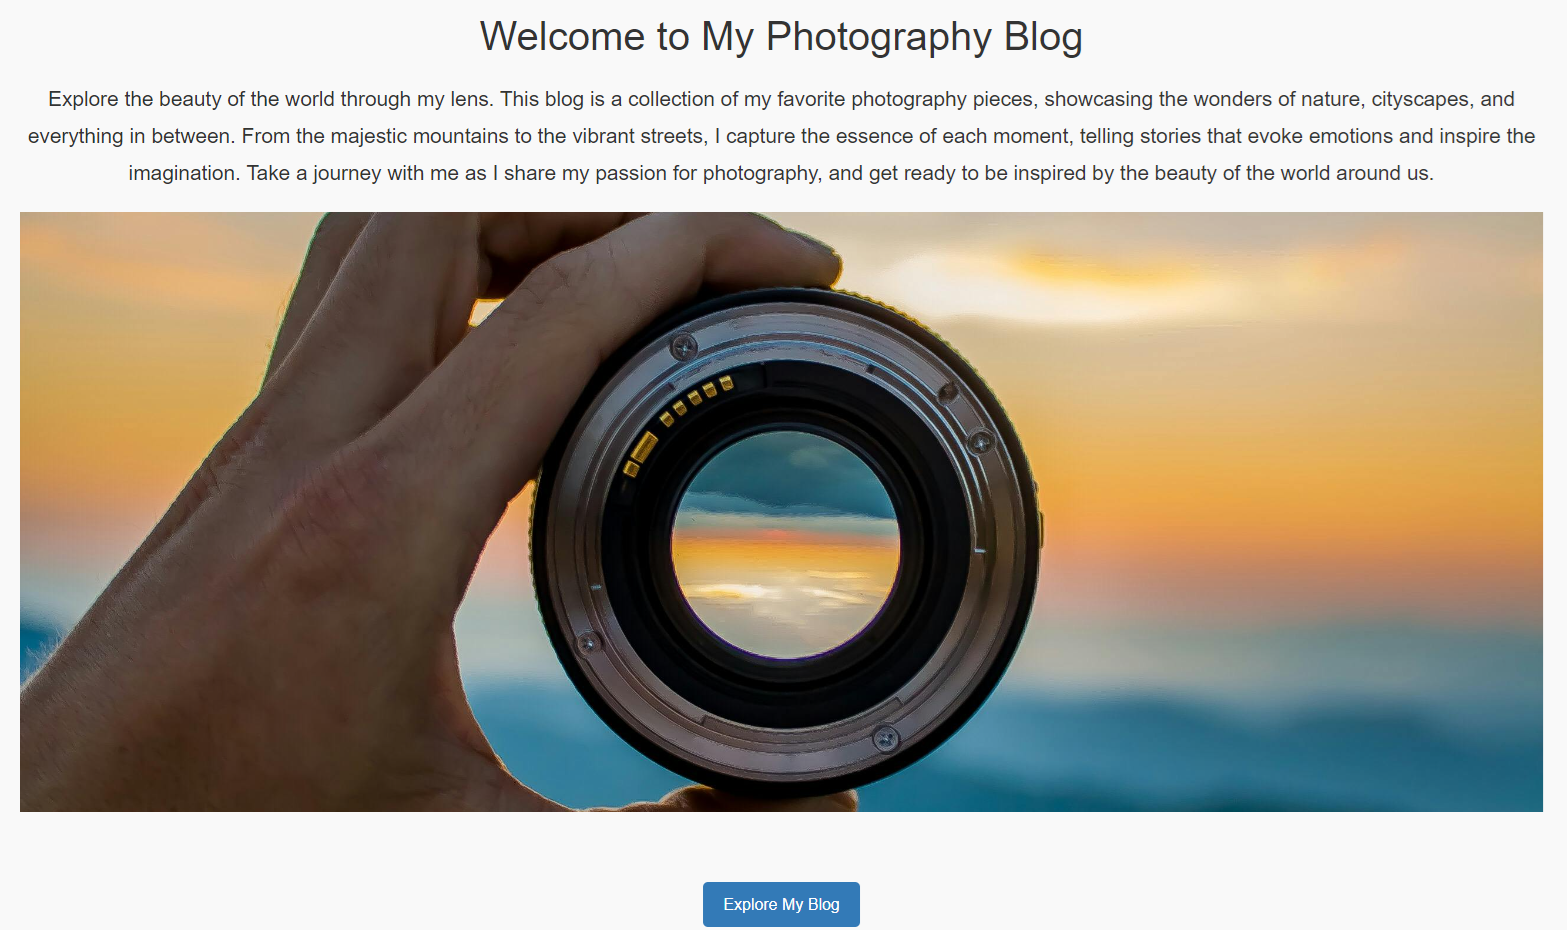 Welcome to My Photography Blog
Explore the beauty of the world through my lens. This blog is a collection of my favorite photography pieces, showcasing the wonders of nature, cityscapes, and
everything in between. From the majestic mountains to the vibrant streets, I capture the essence of each moment, telling stories that evoke emotions and inspire the
imagination. Take a journey with me as I share my passion for photography, and get ready to be inspired by the beauty of the world around us.
Explore My Blog